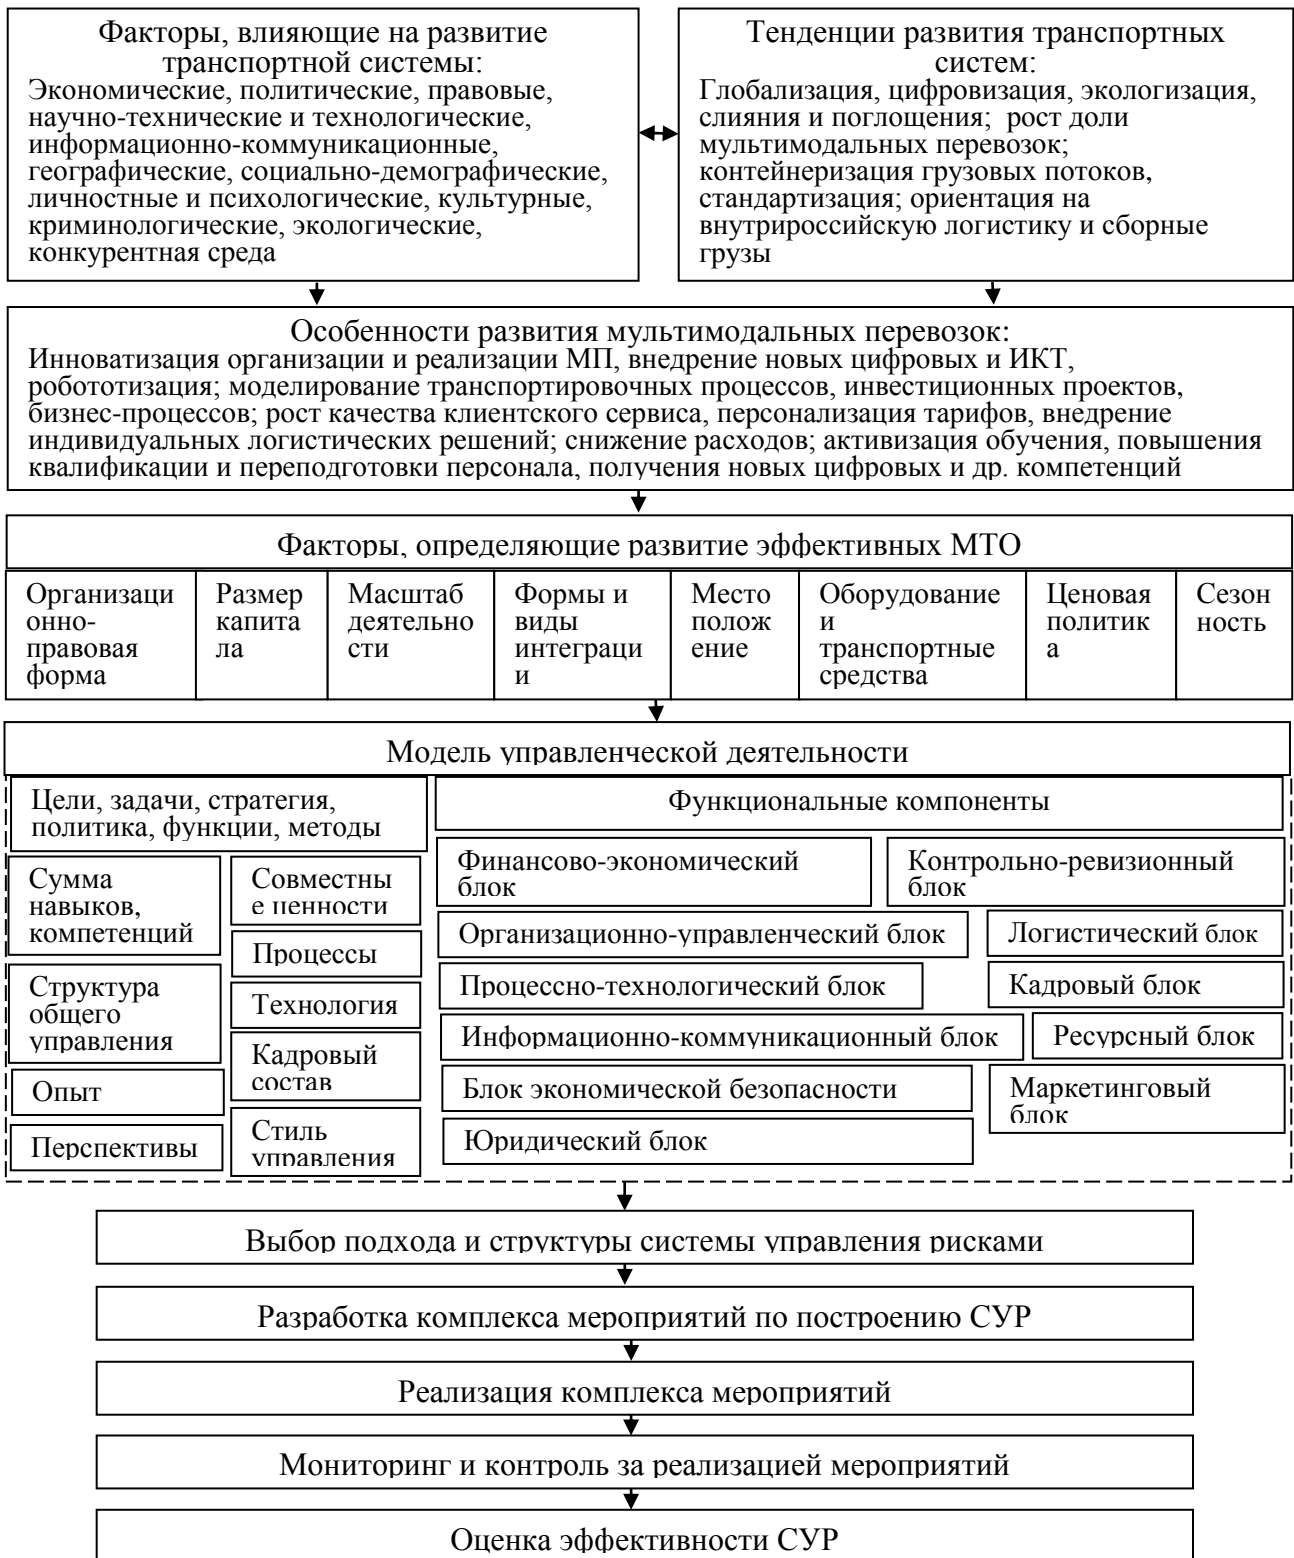 Факторы, влияющие на развитие
транспортной системы:
Экономические, политические, правовые,
научно-технические и технологические,
информационно-коммуникационные,
географические, социально-демографические,
личностные и психологические, культурные,
криминологические, экологические,
конкурентная среда
Тенденции развития транспортных
систем:
Глобализация, цифровизация, экологизация,
слияния и поглощения; рост доли
мультимодальных перевозок;
контейнеризация грузовых потоков,
стандартизация; ориентация на
внутрироссийскую логистику и сборные
грузы
Особенности развития мультимодальных перевозок:
Инноватизация организации и реализации МП, внедрение новых цифровых и ИКТ,
робототизация; моделирование транспортировочных процессов, инвестиционных проектов,
бизнес-процессов; рост качества клиентского сервиса, персонализация тарифов, внедрение
индивидуальных логистических решений; снижение расходов; активизация обучения, повышения
квалификации и переподготовки персонала, получения новых цифровых и др. компетенций
Факторы, определяющие развитие эффективных МТО
Организаци
онно-
правовая
форма
Размер
капита
ла
Масштаб
деятельно
сти
Формы и
виды
интеграци
и
Место
полож
ение
Оборудование
и
транспортные
средства
Ценовая
политик
а
Сезон
ность
Модель управленческой деятельности
Цели, задачи, стратегия,
политика, функции, методы
Сумма
навыков,
компетенций
Структура
общего
управления
Опыт
Перспективы
Совместны
е ценности
Процессы
Технология
Кадровый
состав
Стиль
управления
Функциональные компоненты
Финансово-экономический
блок
Контрольно-ревизионный
блок
Организационно-управленческий блок
Логистический блок
Процессно-технологический блок
Кадровый блок
Информационно-коммуникационный блок
Ресурсный блок
Блок экономической безопасности
Маркетинговый
блок
Юридический блок
Выбор подхода и структуры системы управления рисками
Разработка комплекса мероприятий по построению СУР
Реализация комплекса мероприятий
Мониторинг и контроль за реализацией мероприятий
Оценка эффективности СУР